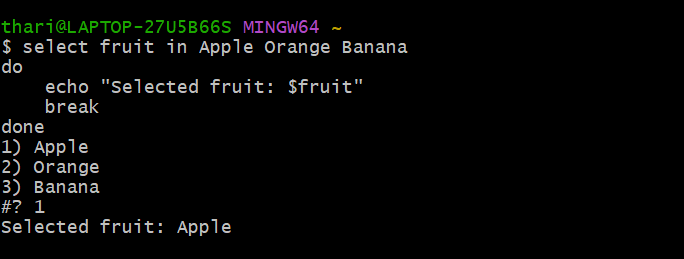 thari@LAPTOP-27U5B66S MINGW64 ~
$ select fruit in Apple Orange Banana
do
    echo "Selected fruit: $fruit"
    break
done
1) Apple
2) Orange
3) Banana
#? 1
Selected fruit: Apple